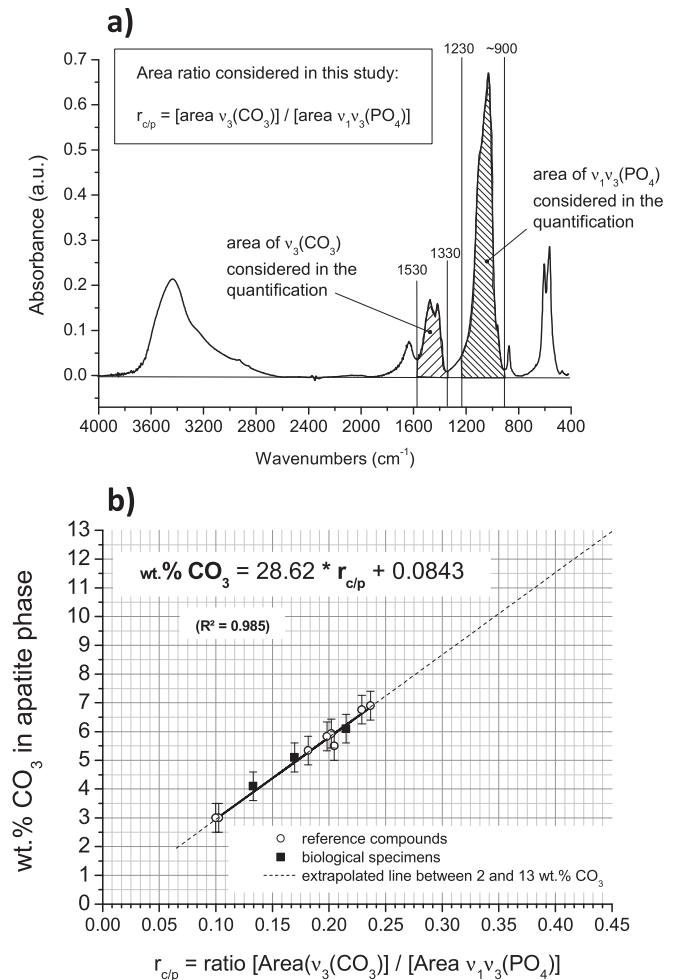 a)
1230 ~900
0.7
Area ratio considered in this study:
r_c/p = [area ν₃(CO₃)] / [area ν₁ν₃(PO₄)]
0.6
0.5
0.4
0.3
0.2
0.1
0.0
Absorbance (a.u.)
area of ν₁ν₃(PO₄)
considered in the
quantification
area of ν₃(CO₃)
considered in the
quantification
1530
1330
4000 3600 3200 2800 2400 2000 1600 1200 800 400
Wavenumbers (cm⁻¹)
b)
13
12
11
10
9
8
7
6
5
4
3
2
1
0
wt.% CO₃ in apatite phase
wt.% CO₃ = 28.62 * r_c/p + 0.0843
(R² = 0.985)
reference compounds
biological specimens
extrapolated line between 2 and 13 wt.% CO₃
0.00 0.05 0.10 0.15 0.20 0.25 0.30 0.35 0.40 0.45
r_c/p = ratio [Area(ν₃(CO₃)] / [Area ν₁ν₃(PO₄)]